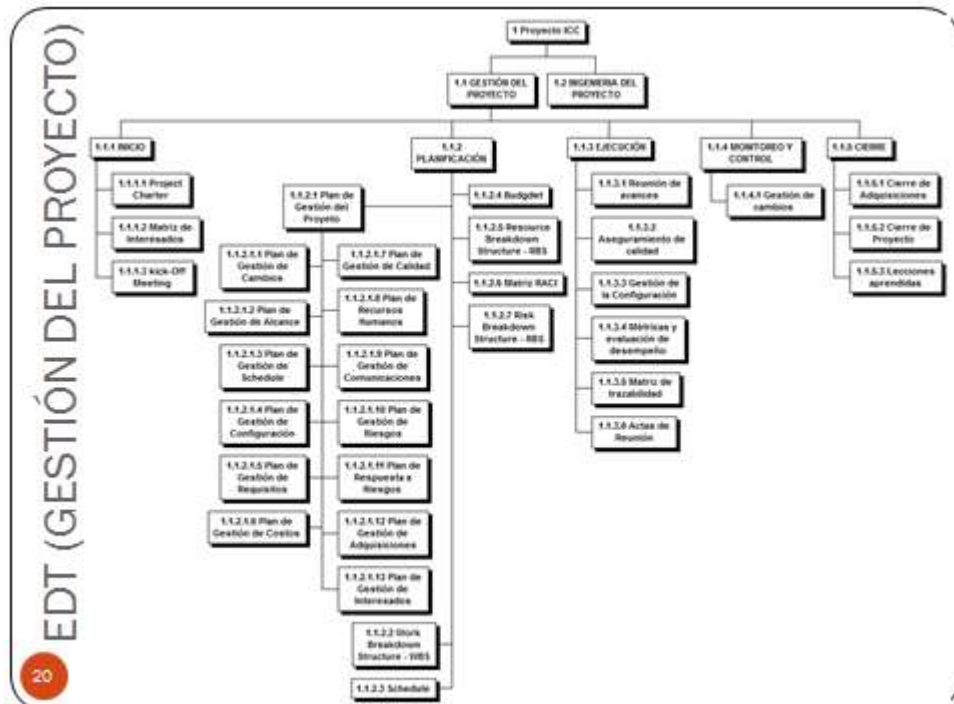 EDT (GESTIÓN DEL PROYECTO)
1 Proyecto ICC
1.1 GESTIÓN DEL
PROYECTO
1.2 INGENIERIA DEL
PROYECTO
1.1.1 INICIO
1.1.1.1 Project
Charter
1.1.1.2 Matriz de
Interesados
1.1.1.3 kick-Off
Meeting
1.1.2
PLANIFICACIÓN
1.1.2.1 Plan de
Gestión del
Proyeto
1.1.2.1.1 Plan de
Gestión de
Cambios
1.1.2.1.2 Plan de
Gestión de Alcance
1.1.2.1.3 Plan de
Gestión de
Schedule
1.1.2.1.4 Plan de
Gestión de
Configuración
1.1.2.1.5 Plan de
Gestión de
Requisitos
1.1.2.1.6 Plan de
Gestión de Costos
1.1.2.1.7 Plan de
Gestión de Calidad
1.1.2.1.8 Plan de
Recursos
Humanos
1.1.2.1.9 Plan de
Gestión de
Comunicaciones
1.1.2.1.10 Plan de
Gestión de
Riesgos
1.1.2.1.11 Plan de
Respuesta a
Riesgos
1.1.2.1.12 Plan de
Gestión de
Adquisiciones
1.1.2.1.13 Plan de
Gestión de
Interesados
1.1.2.2 Work
Breakdown
Structure - WBS
1.1.2.3 Schedule
1.1.2.4 Budgdet
1.1.2.5 Resource
Breakdown
Structure - RBS
1.1.2.6 Matriz RACI
1.1.2.7 Risk
Breakdown
Structure - RBS
1.1.3 EJECUCIÓN
1.1.3.1 Reunión de
avances
1.1.3.2
Aseguramiento de
calidad
1.1.3.3 Gestión de
la Configuración
1.1.3.4 Métricas y
evaluación de
desempeño
1.1.3.5 Matriz de
trazabilidad
1.1.3.6 Actas de
Reunión
1.1.4 MONITOREO Y
CONTROL
1.1.4.1 Gestión de
cambios
1.1.5 CIERRE
1.1.5.1 Cierre de
Adquisiciones
1.1.5.2 Cierre de
Proyecto
1.1.5.3 Lecciones
aprendidas
20